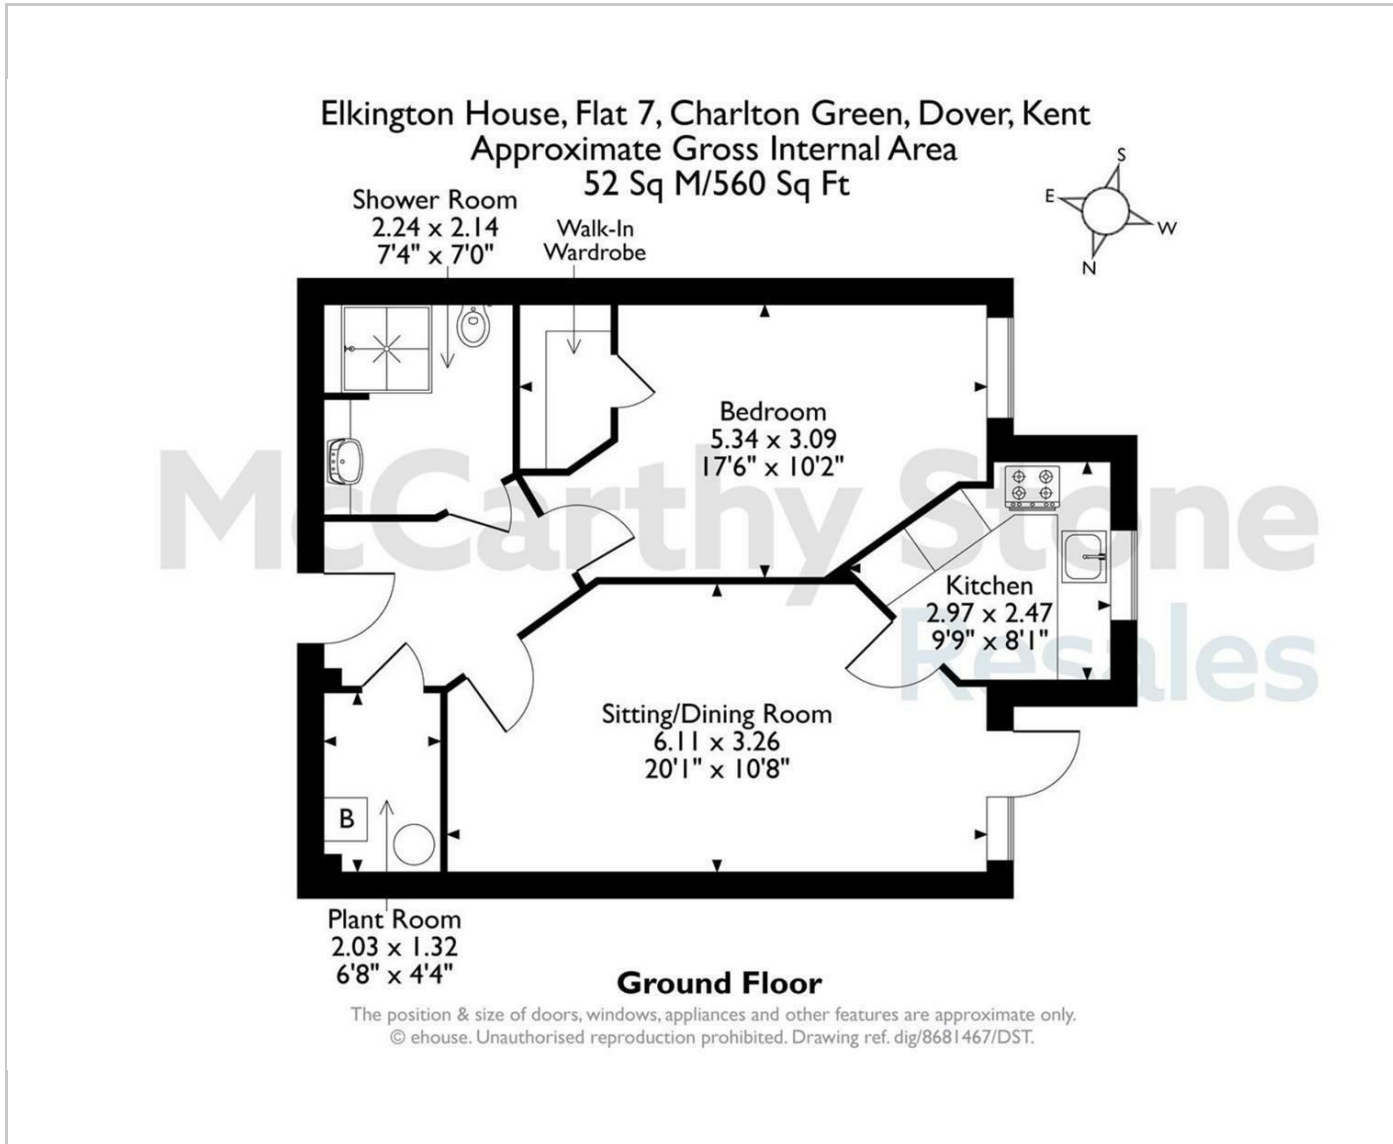 Elkington House, Flat 7, Charlton Green, Dover, Kent
Approximate Gross Internal Area
52 Sq M/560 Sq Ft
S
E
W
N
Shower Room
2.24 x 2.14
7'4" x 7'0"
Walk-In
Wardrobe
Bedroom
5.34 x 3.09
17'6" x 10'2"
McCarthy Stone
Resales
Kitchen
2.97 x 2.47
9'9" x 8'1"
Sitting/Dining Room
6.11 x 3.26
20'1" x 10'8"
B
Plant Room
2.03 x 1.32
6'8" x 4'4"
Ground Floor
The position & size of doors, windows, appliances and other features are approximate only.
© ehouse. Unauthorised reproduction prohibited. Drawing ref. dig/8681467/DST.